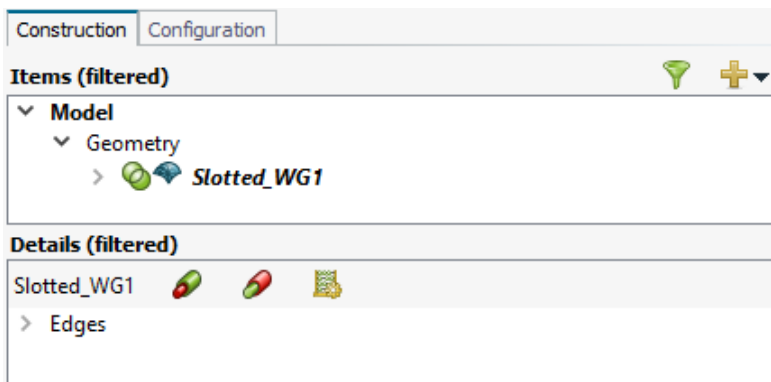 Construction Configuration
Items (filtered)
Model
Geometry
Slotted_WG1
Details (filtered)
Slotted_WG1
Edges